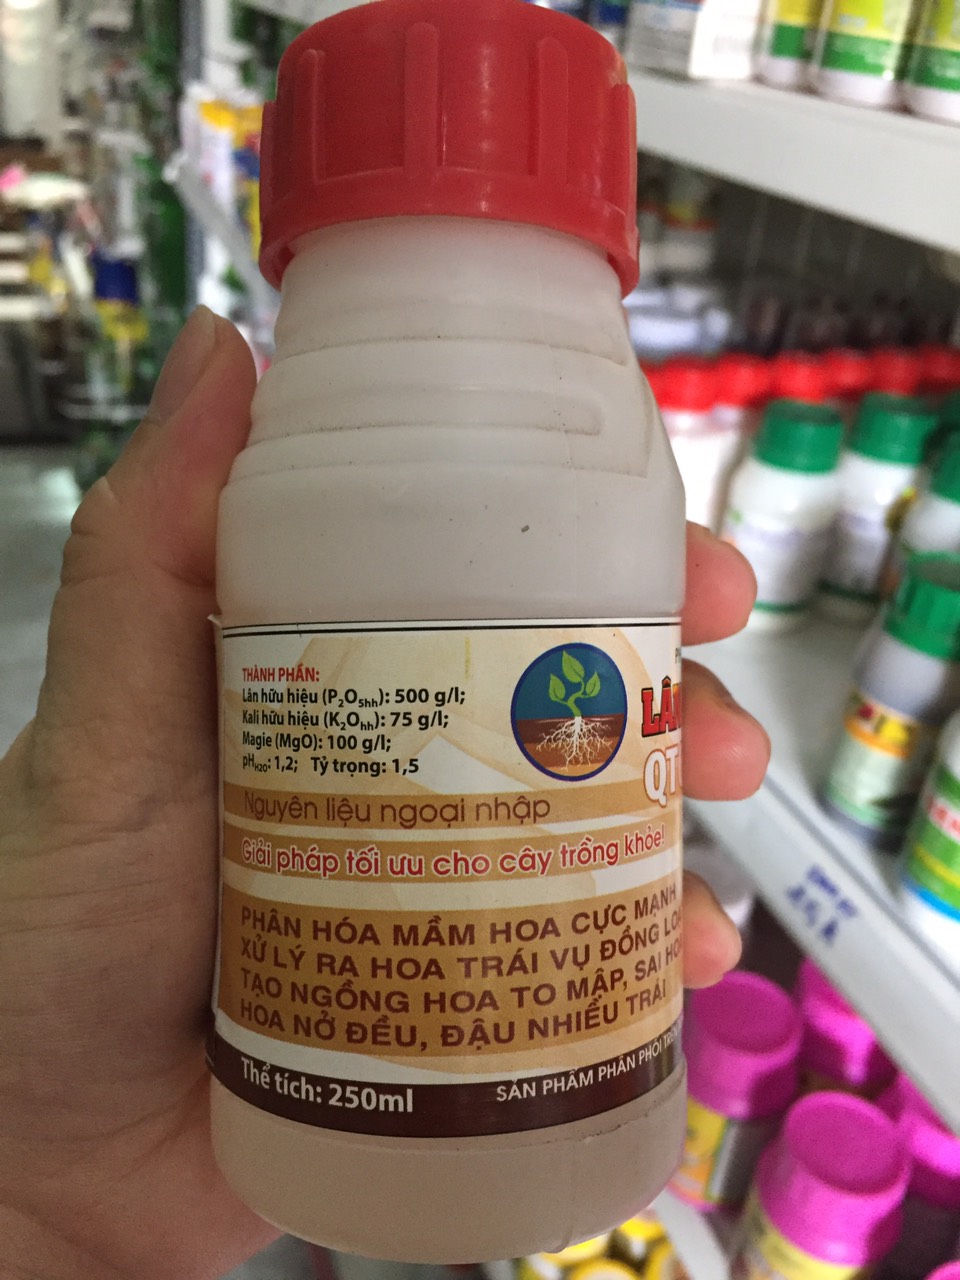 THÀNH PHẦN:
Lân hữu hiệu (P₂O₅hh): 500 g/l;
Kali hữu hiệu (K₂Ohh): 75 g/l;
Magie (MgO): 100 g/l;
pHH2O: 1,2; Tỷ trọng: 1,5
QT
Nguyên liệu ngoại nhập
Giải pháp tối ưu cho cây trồng khỏe!
PHÂN HÓA MẦM HOA CỰC MẠNH
XỬ LÝ RA HOA TRÁI VỤ ĐỒNG LOẠ
TẠO NGỒNG HOA TO MẬP, SAI HO
HOA NỞ ĐỀU, ĐẬU NHIỀU TRÁI
Thể tích: 250ml
SẢN PHẨM PHÂN PHỐI